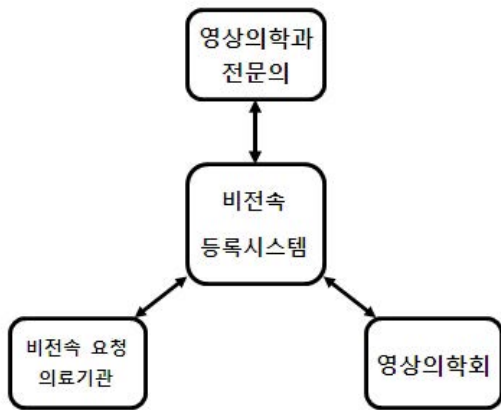 영상의학과
전문의
비전속
등록시스템
비전속 요청
의료기관
영상의학회